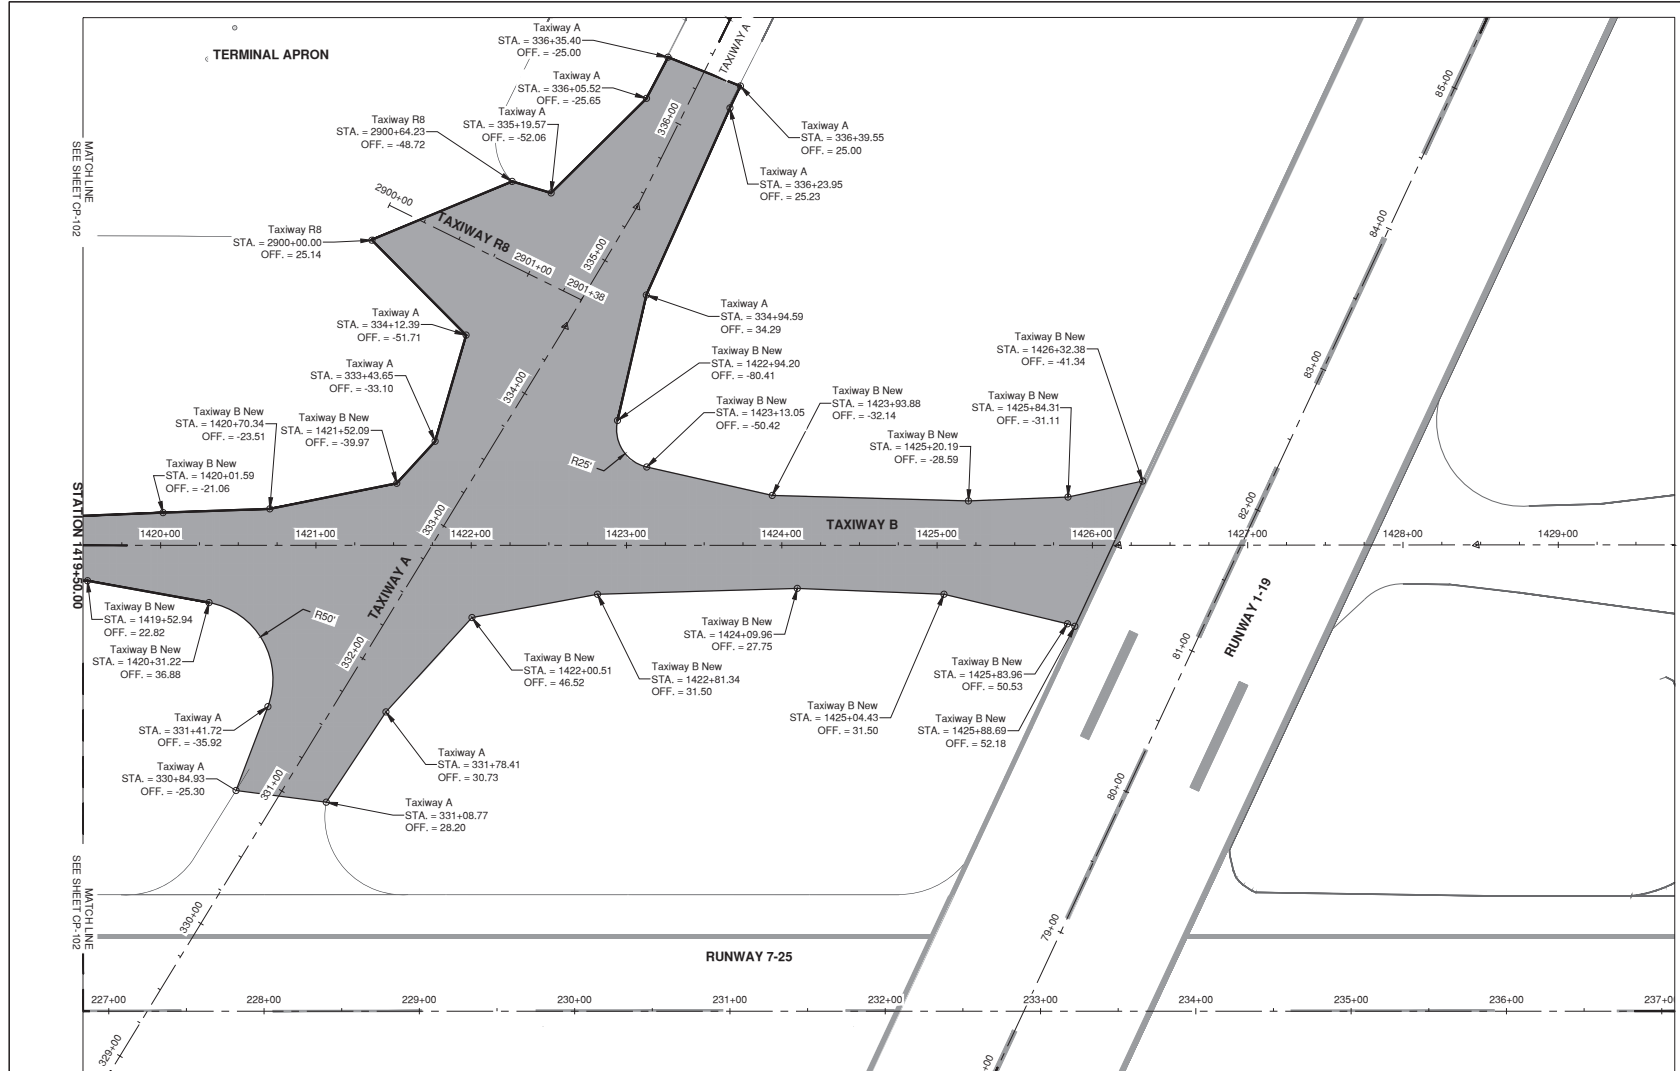 TERMINAL APRON
Taxiway A
STA. = 336+35.40
OFF. = -25.00
Taxiway A
STA. = 336+05.52
OFF. = -25.65
Taxiway A
STA. = 335+19.57
OFF. = -52.06
Taxiway R8
STA. = 2900+64.23
OFF. = -48.72
TAXIWAY A
336+00
85+00
Taxiway A
STA. = 336+39.55
OFF. = 25.00
Taxiway A
STA. = 336+23.95
OFF. = 25.23
MATCH LINE
SEE SHEET CP-102
2900+00
TAXIWAY R8
2901+00
2901+38
335+00
84+00
Taxiway R8
STA. = 2900+00.00
OFF. = 25.14
Taxiway A
STA. = 334+12.39
OFF. = -51.71
Taxiway A
STA. = 334+94.59
OFF. = 34.29
Taxiway B New
STA. = 1426+32.38
OFF. = -41.34
Taxiway B New
STA. = 1422+94.20
OFF. = -80.41
83+00
Taxiway A
STA. = 333+43.65
OFF. = -33.10
334+00
Taxiway B New
STA. = 1423+13.05
OFF. = -50.42
Taxiway B New
STA. = 1423+93.88
OFF. = -32.14
Taxiway B New
STA. = 1425+84.31
OFF. = -31.11
Taxiway B New
STA. = 1420+70.34
OFF. = -23.51
Taxiway B New
STA. = 1421+52.09
OFF. = -39.97
Taxiway B New
STA. = 1425+20.19
OFF. = -28.59
Taxiway B New
STA. = 1420+01.59
OFF. = -21.06
R25'
82+00
STATION 1419+50.00
333+00
TAXIWAY B
1420+00
1421+00
1422+00
1423+00
1424+00
1425+00
1426+00
1427+00
1428+00
1429+00
TAXIWAY A
RUNWAY 1-19
Taxiway B New
STA. = 1419+52.94
OFF. = 22.82
R50'
Taxiway B New
STA. = 1420+31.22
OFF. = 36.88
332+00
Taxiway B New
STA. = 1424+09.96
OFF. = 27.75
81+00
Taxiway B New
STA. = 1422+00.51
OFF. = 46.52
Taxiway B New
STA. = 1422+81.34
OFF. = 31.50
Taxiway B New
STA. = 1425+83.96
OFF. = 50.53
Taxiway B New
STA. = 1425+04.43
OFF. = 31.50
Taxiway B New
STA. = 1425+88.69
OFF. = 52.18
Taxiway A
STA. = 331+41.72
OFF. = -35.92
Taxiway A
STA. = 331+78.41
OFF. = 30.73
Taxiway A
STA. = 330+84.93
OFF. = -25.30
331+00
80+00
Taxiway A
STA. = 331+08.77
OFF. = 28.20
MATCH LINE
SEE SHEET CP-102
330+00
79+00
RUNWAY 7-25
227+00
228+00
229+00
230+00
231+00
232+00
233+00
234+00
235+00
236+00
237+0
329+00
+00